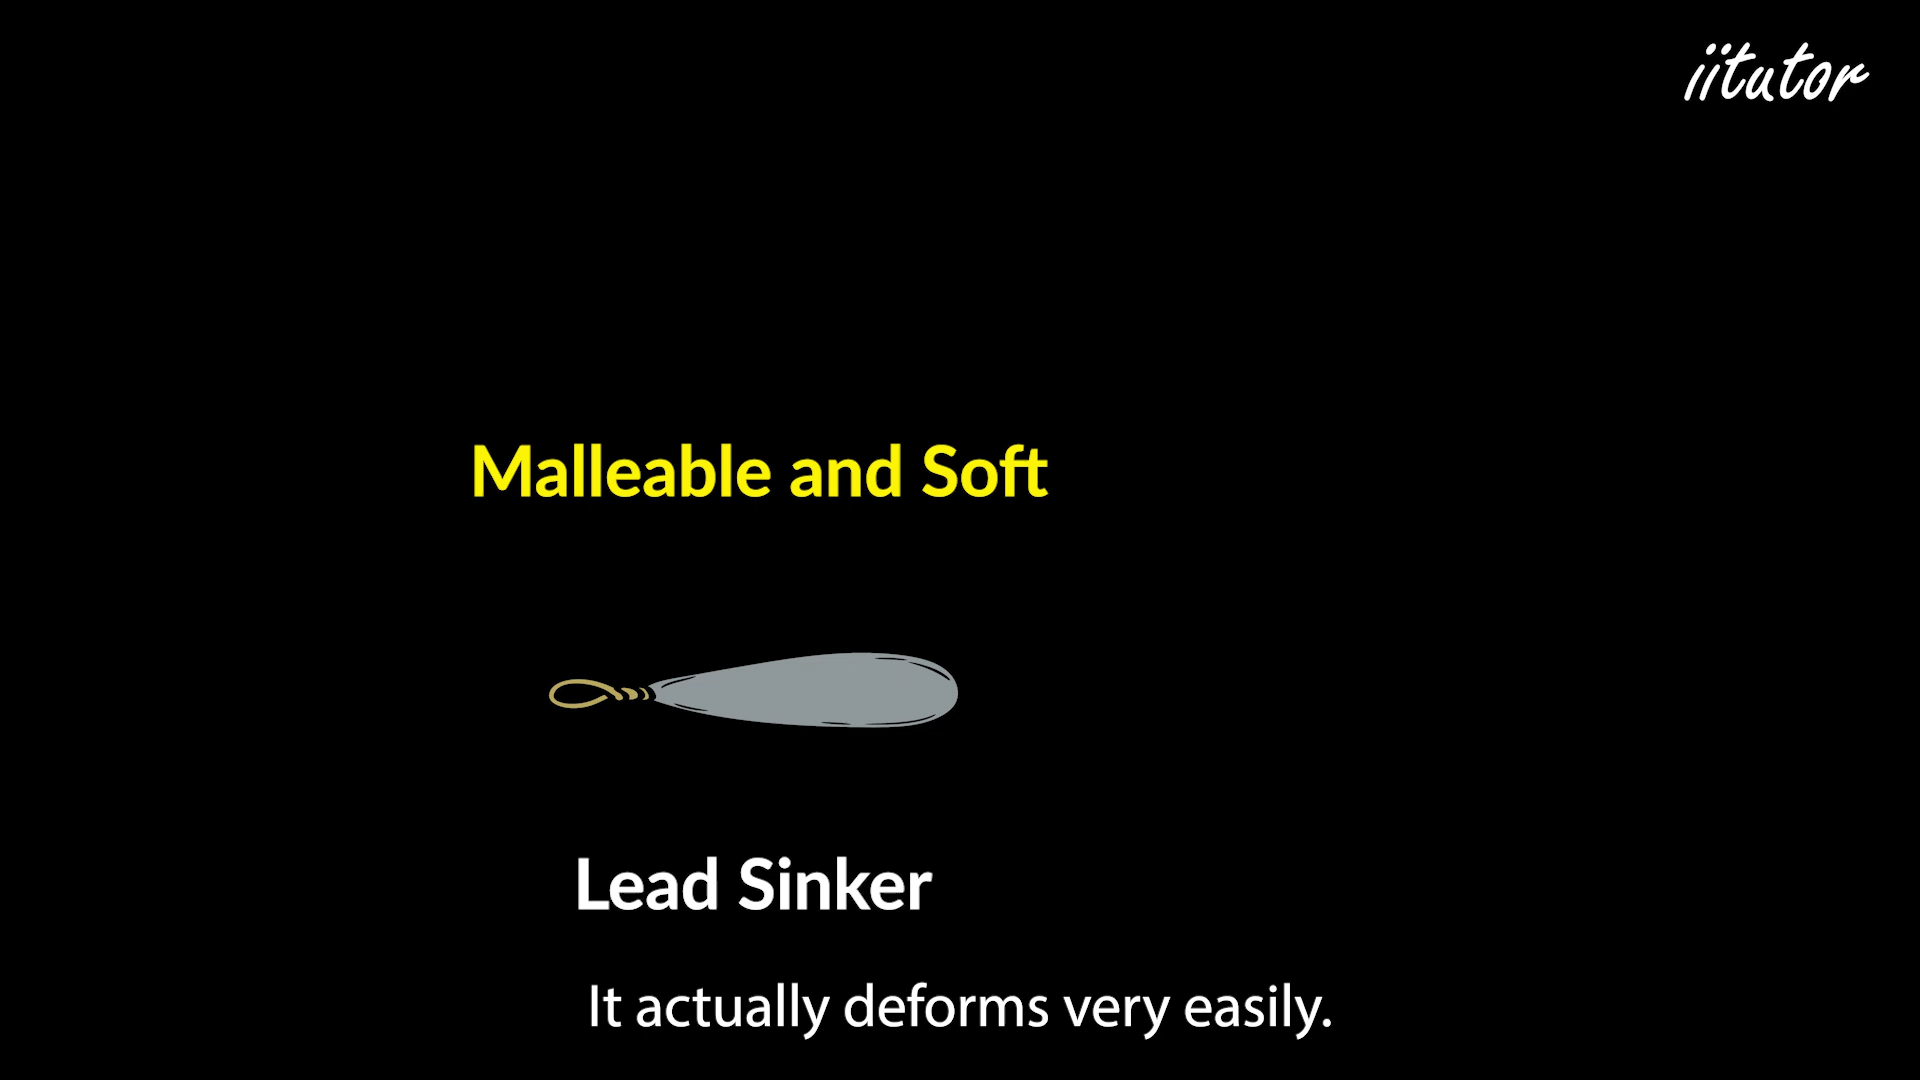 iitutor
Malleable and Soft
Lead Sinker
It actually deforms very easily.